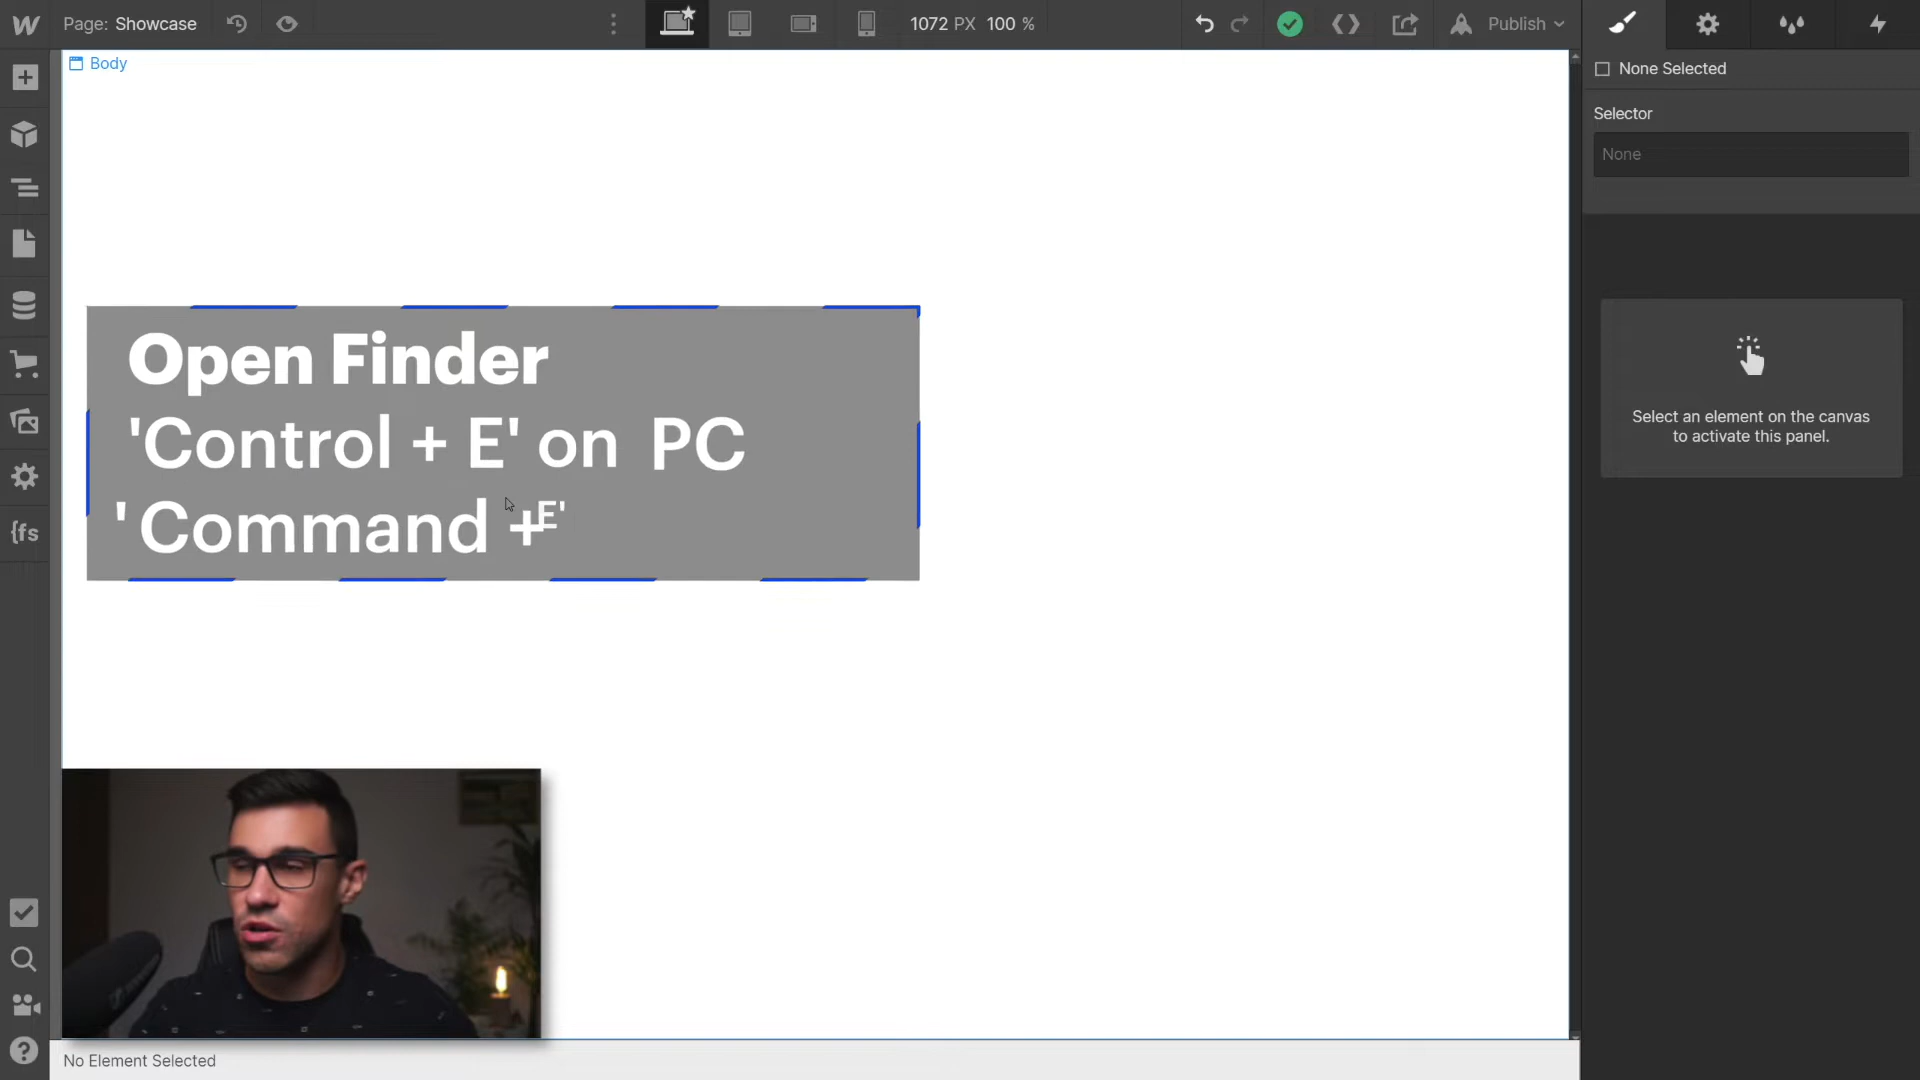 Page: Showcase
1072 PX 100 %
Publish
Body
None Selected
Selector
None
Open Finder
'Control + E' on PC
'Command +E'
Select an element on the canvas
to activate this panel.
{fs
No Element Selected